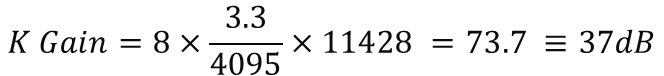 K Gain = 8 × 3.3/4095 × 11428 = 73.7 ≡ 37dB